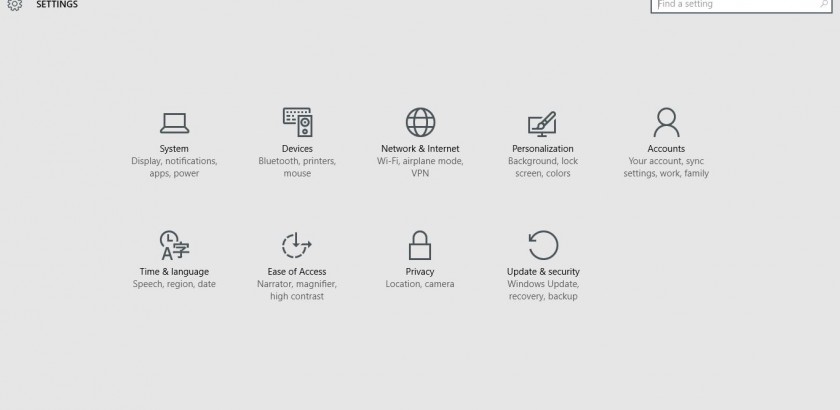 SETTINGS
Find a setting
System
Display, notifications,
apps, power
Devices
Bluetooth, printers,
mouse
Network & Internet
Wi-Fi, airplane mode,
VPN
Personalization
Background, lock
screen, colors
Accounts
Your account, sync
settings, work, family
A字
Time & language
Speech, region, date
Ease of Access
Narrator, magnifier,
high contrast
Privacy
Location, camera
Update & security
Windows Update,
recovery, backup